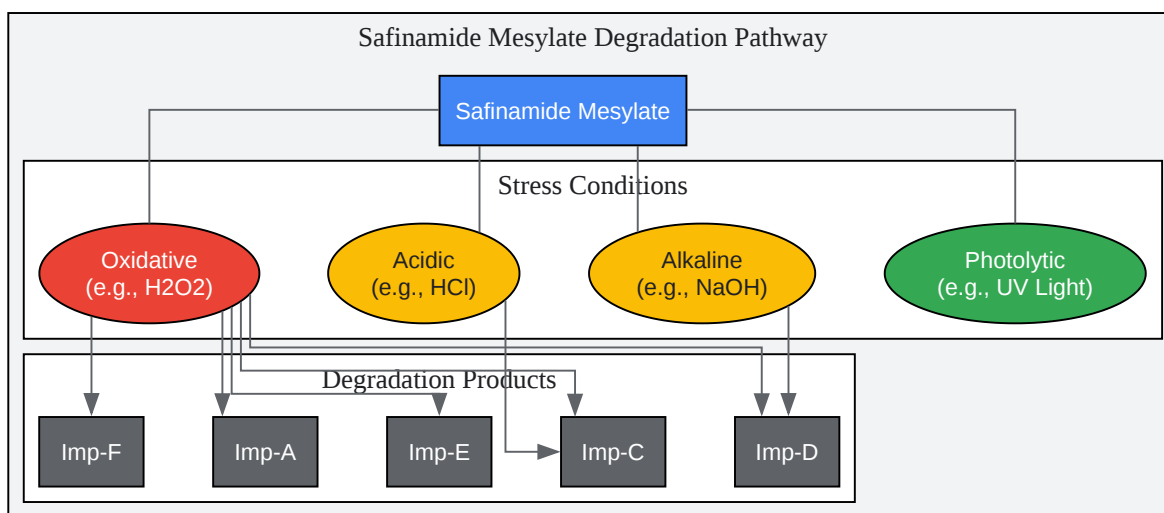 Safinamide Mesylate Degradation Pathway
Safinamide Mesylate
Stress Conditions
Oxidative
(e.g., H2O2)
Acidic
(e.g., HCl)
Alkaline
(e.g., NaOH)
Photolytic
(e.g., UV Light)
Degradation Products
Imp-F
Imp-A
Imp-E
Imp-C
Imp-D